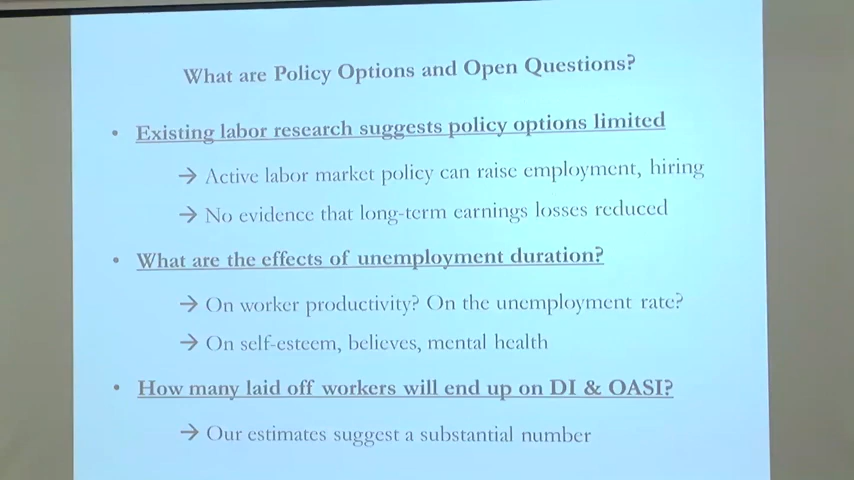 What are Policy Options and Open Questions?
• Existing labor research suggests policy options limited
→ Active labor market policy can raise employment, hiring
→ No evidence that long-term earnings losses reduced
• What are the effects of unemployment duration?
→ On worker productivity? On the unemployment rate?
→ On self-esteem, believes, mental health
• How many laid off workers will end up on DI & OASI?
→ Our estimates suggest a substantial number